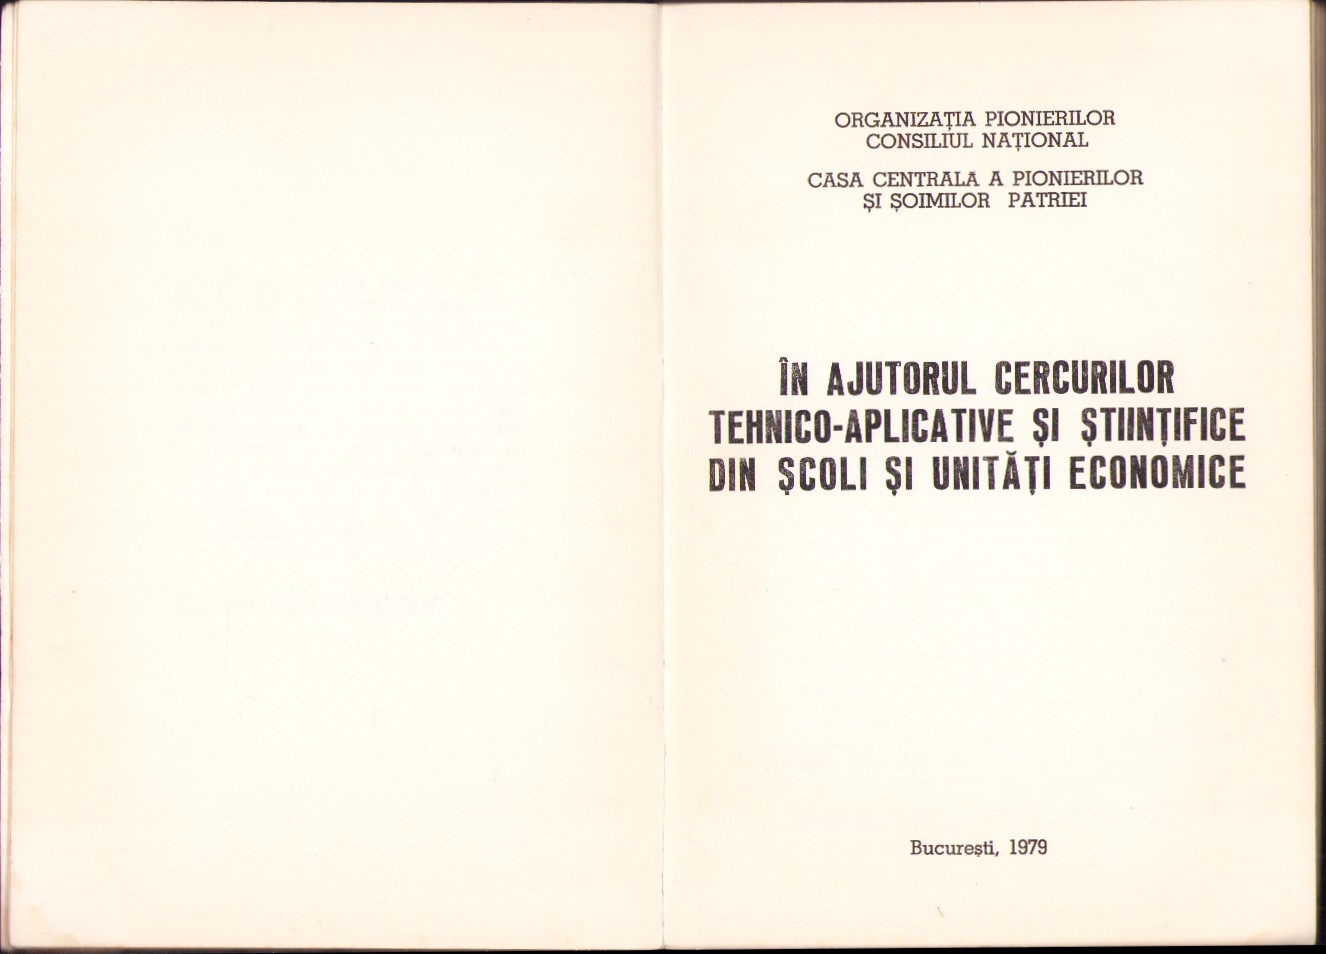 ORGANIZAȚIA PIONIERILOR
CONSILIUL NAȚIONAL
CASA CENTRALA A PIONIERILOR
ȘI ȘOIMILOR PATRIEI
ÎN AJUTORUL CERCURILOR
TEHNICO-APLICATIVE ȘI ȘTIINȚIFICE
DIN ȘCOLI ȘI UNITĂȚI ECONOMICE
București, 1979